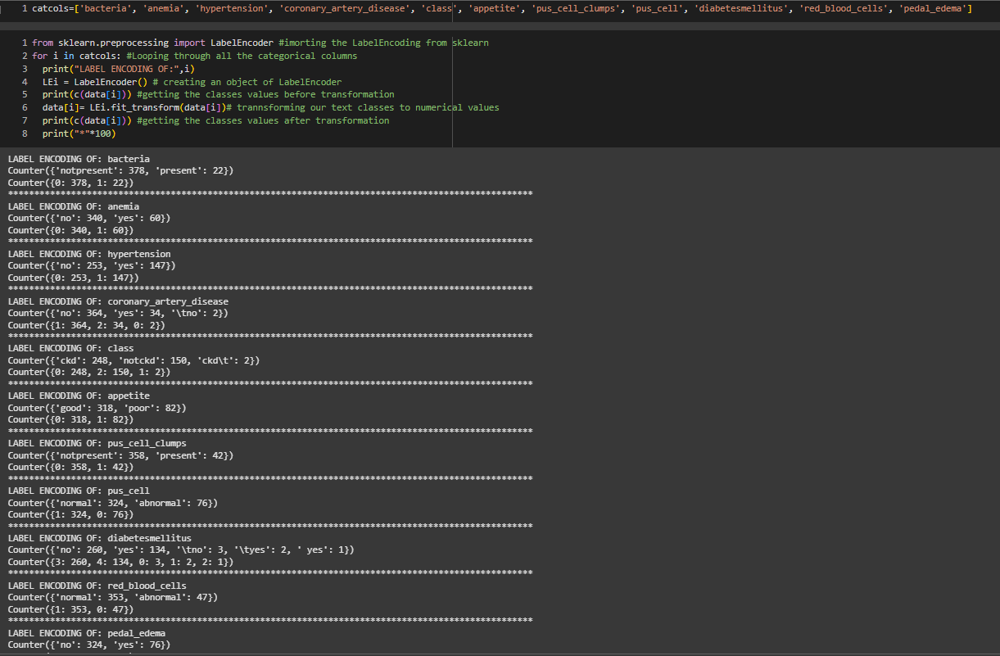 1 catcols=['bacteria', 'anemia', 'hypertension', 'coronary_artery_disease', 'class', 'appetite', 'pus_cell_clumps', 'pus_cell', 'diabetesmellitus', 'red_blood_cells', 'pedal_edema']
1 from sklearn.preprocessing import LabelEncoder #imorting the LabelEncoding from sklearn
2 for i in catcols: #Looping through all the categorical columns
3   print("LABEL ENCODING OF:",i)
4   LEi = LabelEncoder() # creating an object of LabelEncoder
5   print(c(data[i])) #getting the classes values before transformation
6   data[i]= LEi.fit_transform(data[i])# trannsforming our text classes to numerical values
7   print(c(data[i])) #getting the classes values after transformation
8   print("*"*100)
LABEL ENCODING OF: bacteria
Counter({'notpresent': 378, 'present': 22})
Counter({0: 378, 1: 22})
****************************************************************************************************
LABEL ENCODING OF: anemia
Counter({'no': 340, 'yes': 60})
Counter({0: 340, 1: 60})
****************************************************************************************************
LABEL ENCODING OF: hypertension
Counter({'no': 253, 'yes': 147})
Counter({0: 253, 1: 147})
****************************************************************************************************
LABEL ENCODING OF: coronary_artery_disease
Counter({'no': 364, 'yes': 34, '\tno': 2})
Counter({1: 364, 2: 34, 0: 2})
****************************************************************************************************
LABEL ENCODING OF: class
Counter({'ckd': 248, 'notckd': 150, 'ckd\t': 2})
Counter({0: 248, 2: 150, 1: 2})
****************************************************************************************************
LABEL ENCODING OF: appetite
Counter({'good': 318, 'poor': 82})
Counter({0: 318, 1: 82})
****************************************************************************************************
LABEL ENCODING OF: pus_cell_clumps
Counter({'notpresent': 358, 'present': 42})
Counter({0: 358, 1: 42})
****************************************************************************************************
LABEL ENCODING OF: pus_cell
Counter({'normal': 324, 'abnormal': 76})
Counter({1: 324, 0: 76})
****************************************************************************************************
LABEL ENCODING OF: diabetesmellitus
Counter({'no': 260, 'yes': 134, '\tno': 3, '\tyes': 2, ' yes': 1})
Counter({3: 260, 4: 134, 0: 3, 1: 2, 2: 1})
****************************************************************************************************
LABEL ENCODING OF: red_blood_cells
Counter({'normal': 353, 'abnormal': 47})
Counter({1: 353, 0: 47})
****************************************************************************************************
LABEL ENCODING OF: pedal_edema
Counter({'no': 324, 'yes': 76})